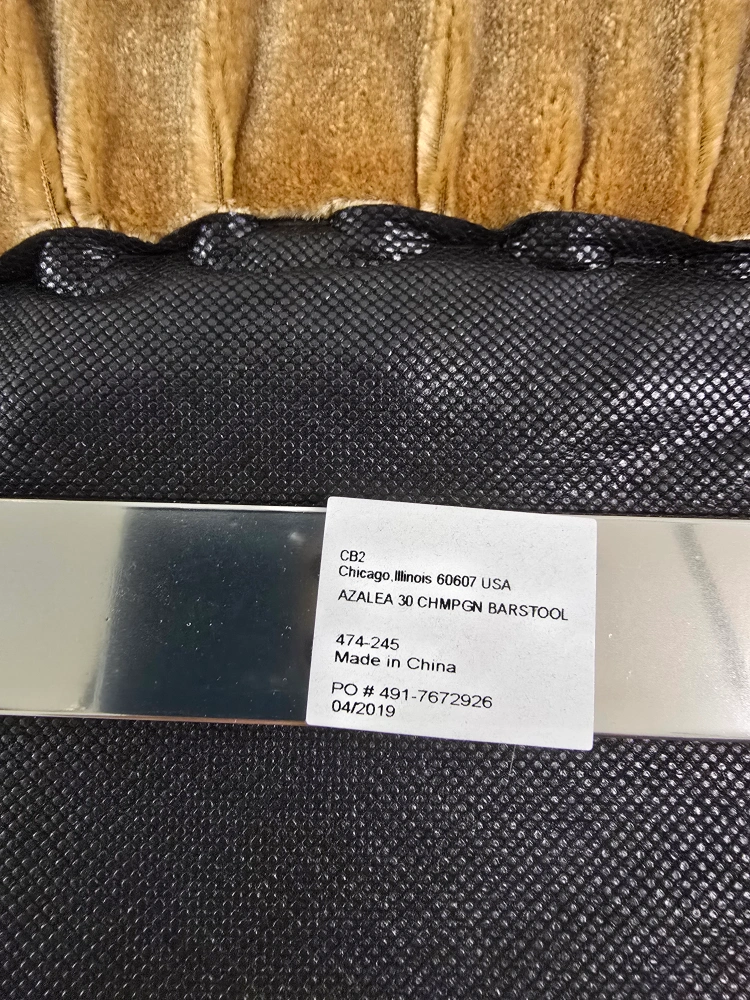 CB2
Chicago,Illinois 60607 USA
AZALEA 30 CHMPGN BARSTOOL
474-245
Made in China
PO # 491-7672926
04/2019